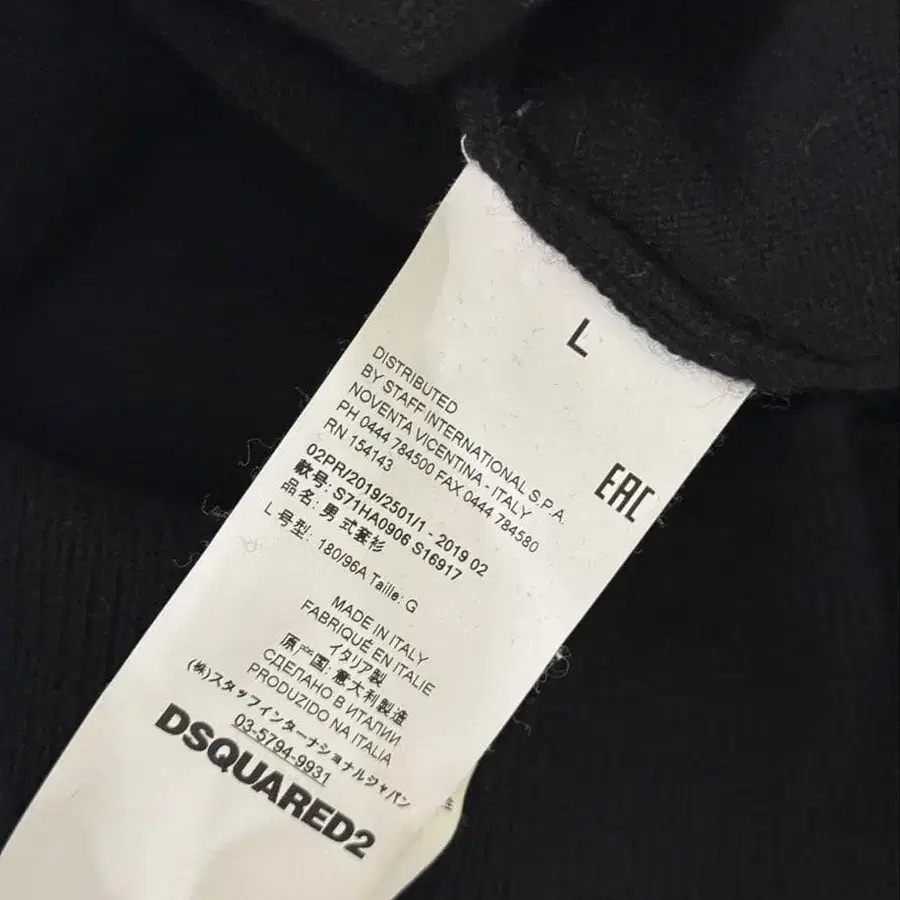 L
EAC
DISTRIBUTED
BY STAFF INTERNATIONAL S.P.A.
NOVENTA VICENTINA - ITALY
PH 0444 784500 FAX 0444 784580
RN 154143
02PR/2019/2501/1 - 2019 02
款号: S71HA0906 S16917
品名: 男 式套衫
L 号型: 180/96A Taille: G
MADE IN ITALY
FABRIQUÉ EN ITALIE
イタリア製
原产国: 意大利製造
СДЕЛАНО В ИТАЛИИ
PRODUZIDO NA ITALIA
(株)スタッフインターナショナルジャパン
03-5794-9931
DSQUARED2